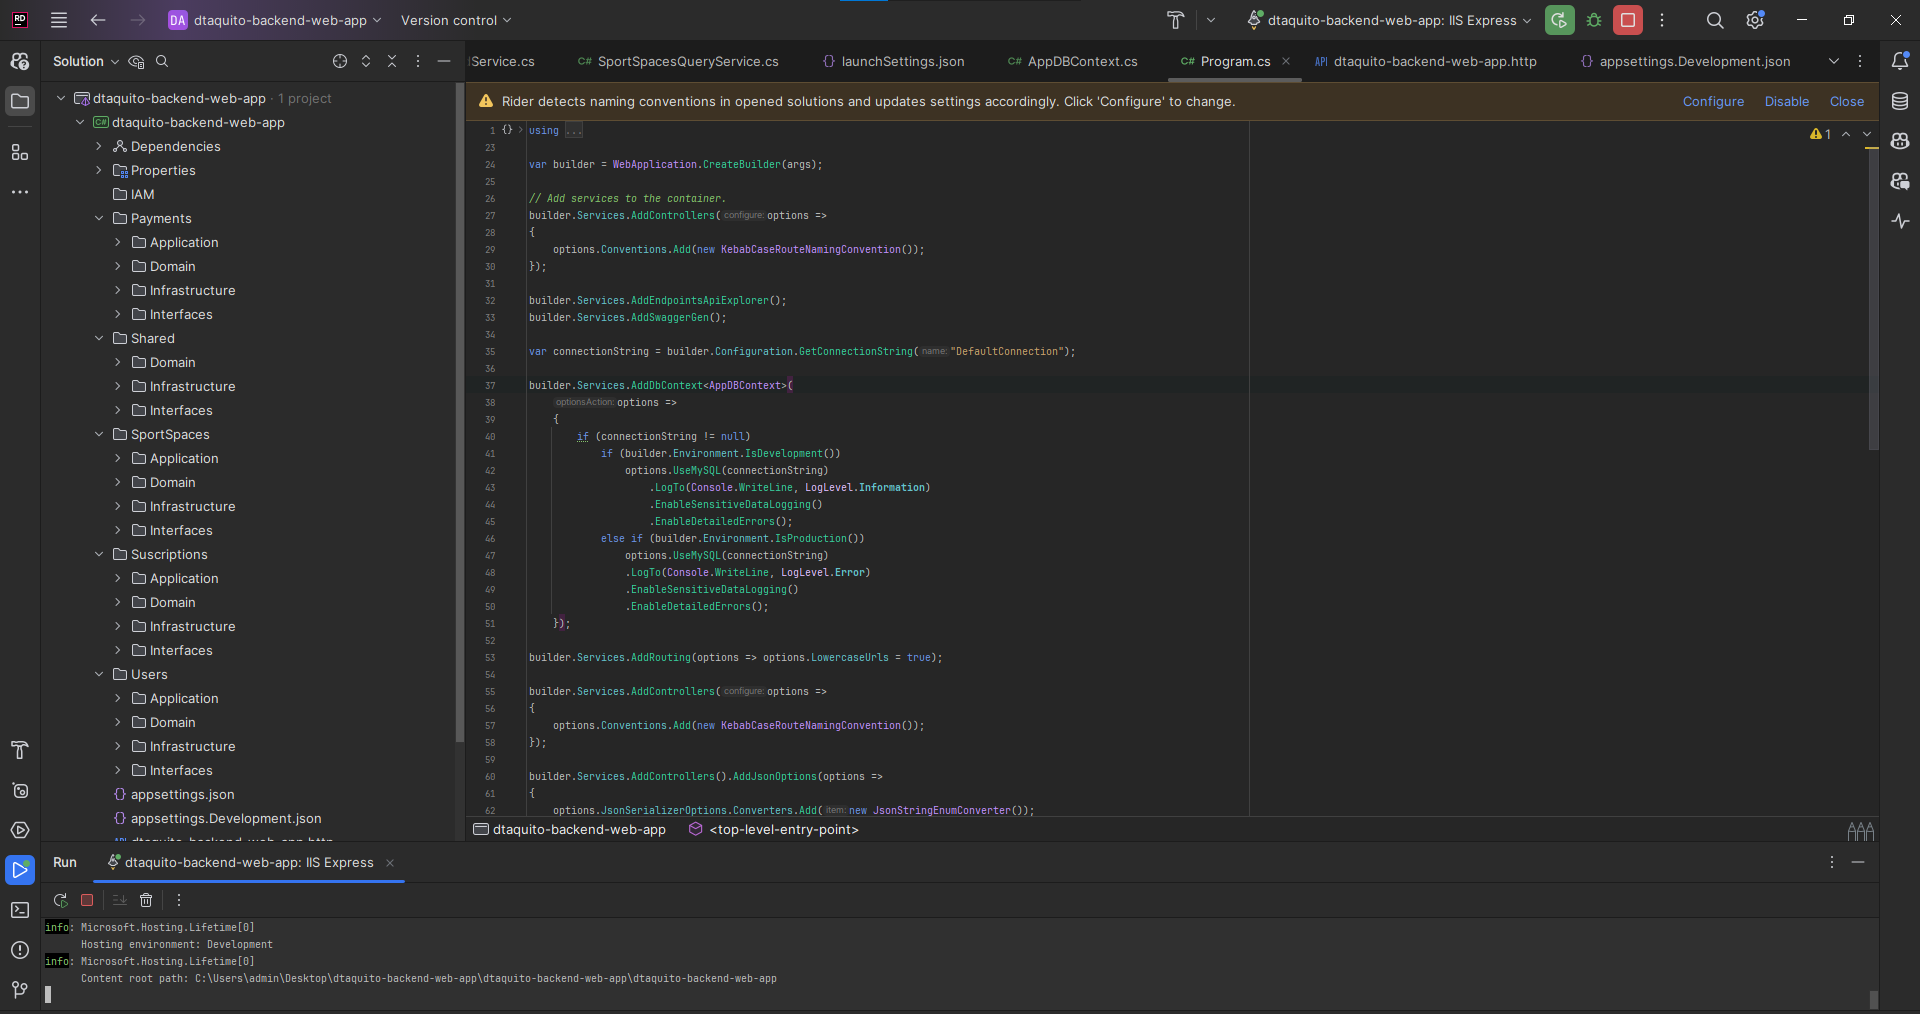 DA dtaquito-backend-web-app Version control dtaquito-backend-web-app: IIS Express
Solution
Service.cs C# SportSpacesQueryService.cs {} launchSettings.json C# AppDBContext.cs C# Program.cs API dtaquito-backend-web-app.http {} appsettings.Development.json
dtaquito-backend-web-app · 1 project
C# dtaquito-backend-web-app
Dependencies
Properties
IAM
Payments
Application
Domain
Infrastructure
Interfaces
Shared
Domain
Infrastructure
Interfaces
SportSpaces
Application
Domain
Infrastructure
Interfaces
Suscriptions
Application
Domain
Infrastructure
Interfaces
Users
Application
Domain
Infrastructure
Interfaces
{} appsettings.json
{} appsettings.Development.json
Rider detects naming conventions in opened solutions and updates settings accordingly. Click 'Configure' to change. Configure Disable Close
1 {} using ...
1
23
24 var builder = WebApplication.CreateBuilder(args);
25
26 // Add services to the container.
27 builder.Services.AddControllers( configure: options =>
28 {
29 options.Conventions.Add(new KebabCaseRouteNamingConvention());
30 });
31
32 builder.Services.AddEndpointsApiExplorer();
33 builder.Services.AddSwaggerGen();
34
35 var connectionString = builder.Configuration.GetConnectionString( name: "DefaultConnection");
36
37 builder.Services.AddDbContext<AppDBContext>(
38 optionsAction: options =>
39 {
40 if (connectionString != null)
41 if (builder.Environment.IsDevelopment())
42 options.UseMySQL(connectionString)
43 .LogTo(Console.WriteLine, LogLevel.Information)
44 .EnableSensitiveDataLogging()
45 .EnableDetailedErrors();
46 else if (builder.Environment.IsProduction())
47 options.UseMySQL(connectionString)
48 .LogTo(Console.WriteLine, LogLevel.Error)
49 .EnableSensitiveDataLogging()
50 .EnableDetailedErrors();
51 });
52
53 builder.Services.AddRouting(options => options.LowercaseUrls = true);
54
55 builder.Services.AddControllers( configure: options =>
56 {
57 options.Conventions.Add(new KebabCaseRouteNamingConvention());
58 });
59
60 builder.Services.AddControllers().AddJsonOptions(options =>
61 {
62 options.JsonSerializerOptions.Converters.Add( item: new JsonStringEnumConverter());
dtaquito-backend-web-app <top-level-entry-point>
Run dtaquito-backend-web-app: IIS Express
info: Microsoft.Hosting.Lifetime[0]
Hosting environment: Development
info: Microsoft.Hosting.Lifetime[0]
Content root path: C:\Users\admin\Desktop\dtaquito-backend-web-app\dtaquito-backend-web-app\dtaquito-backend-web-app